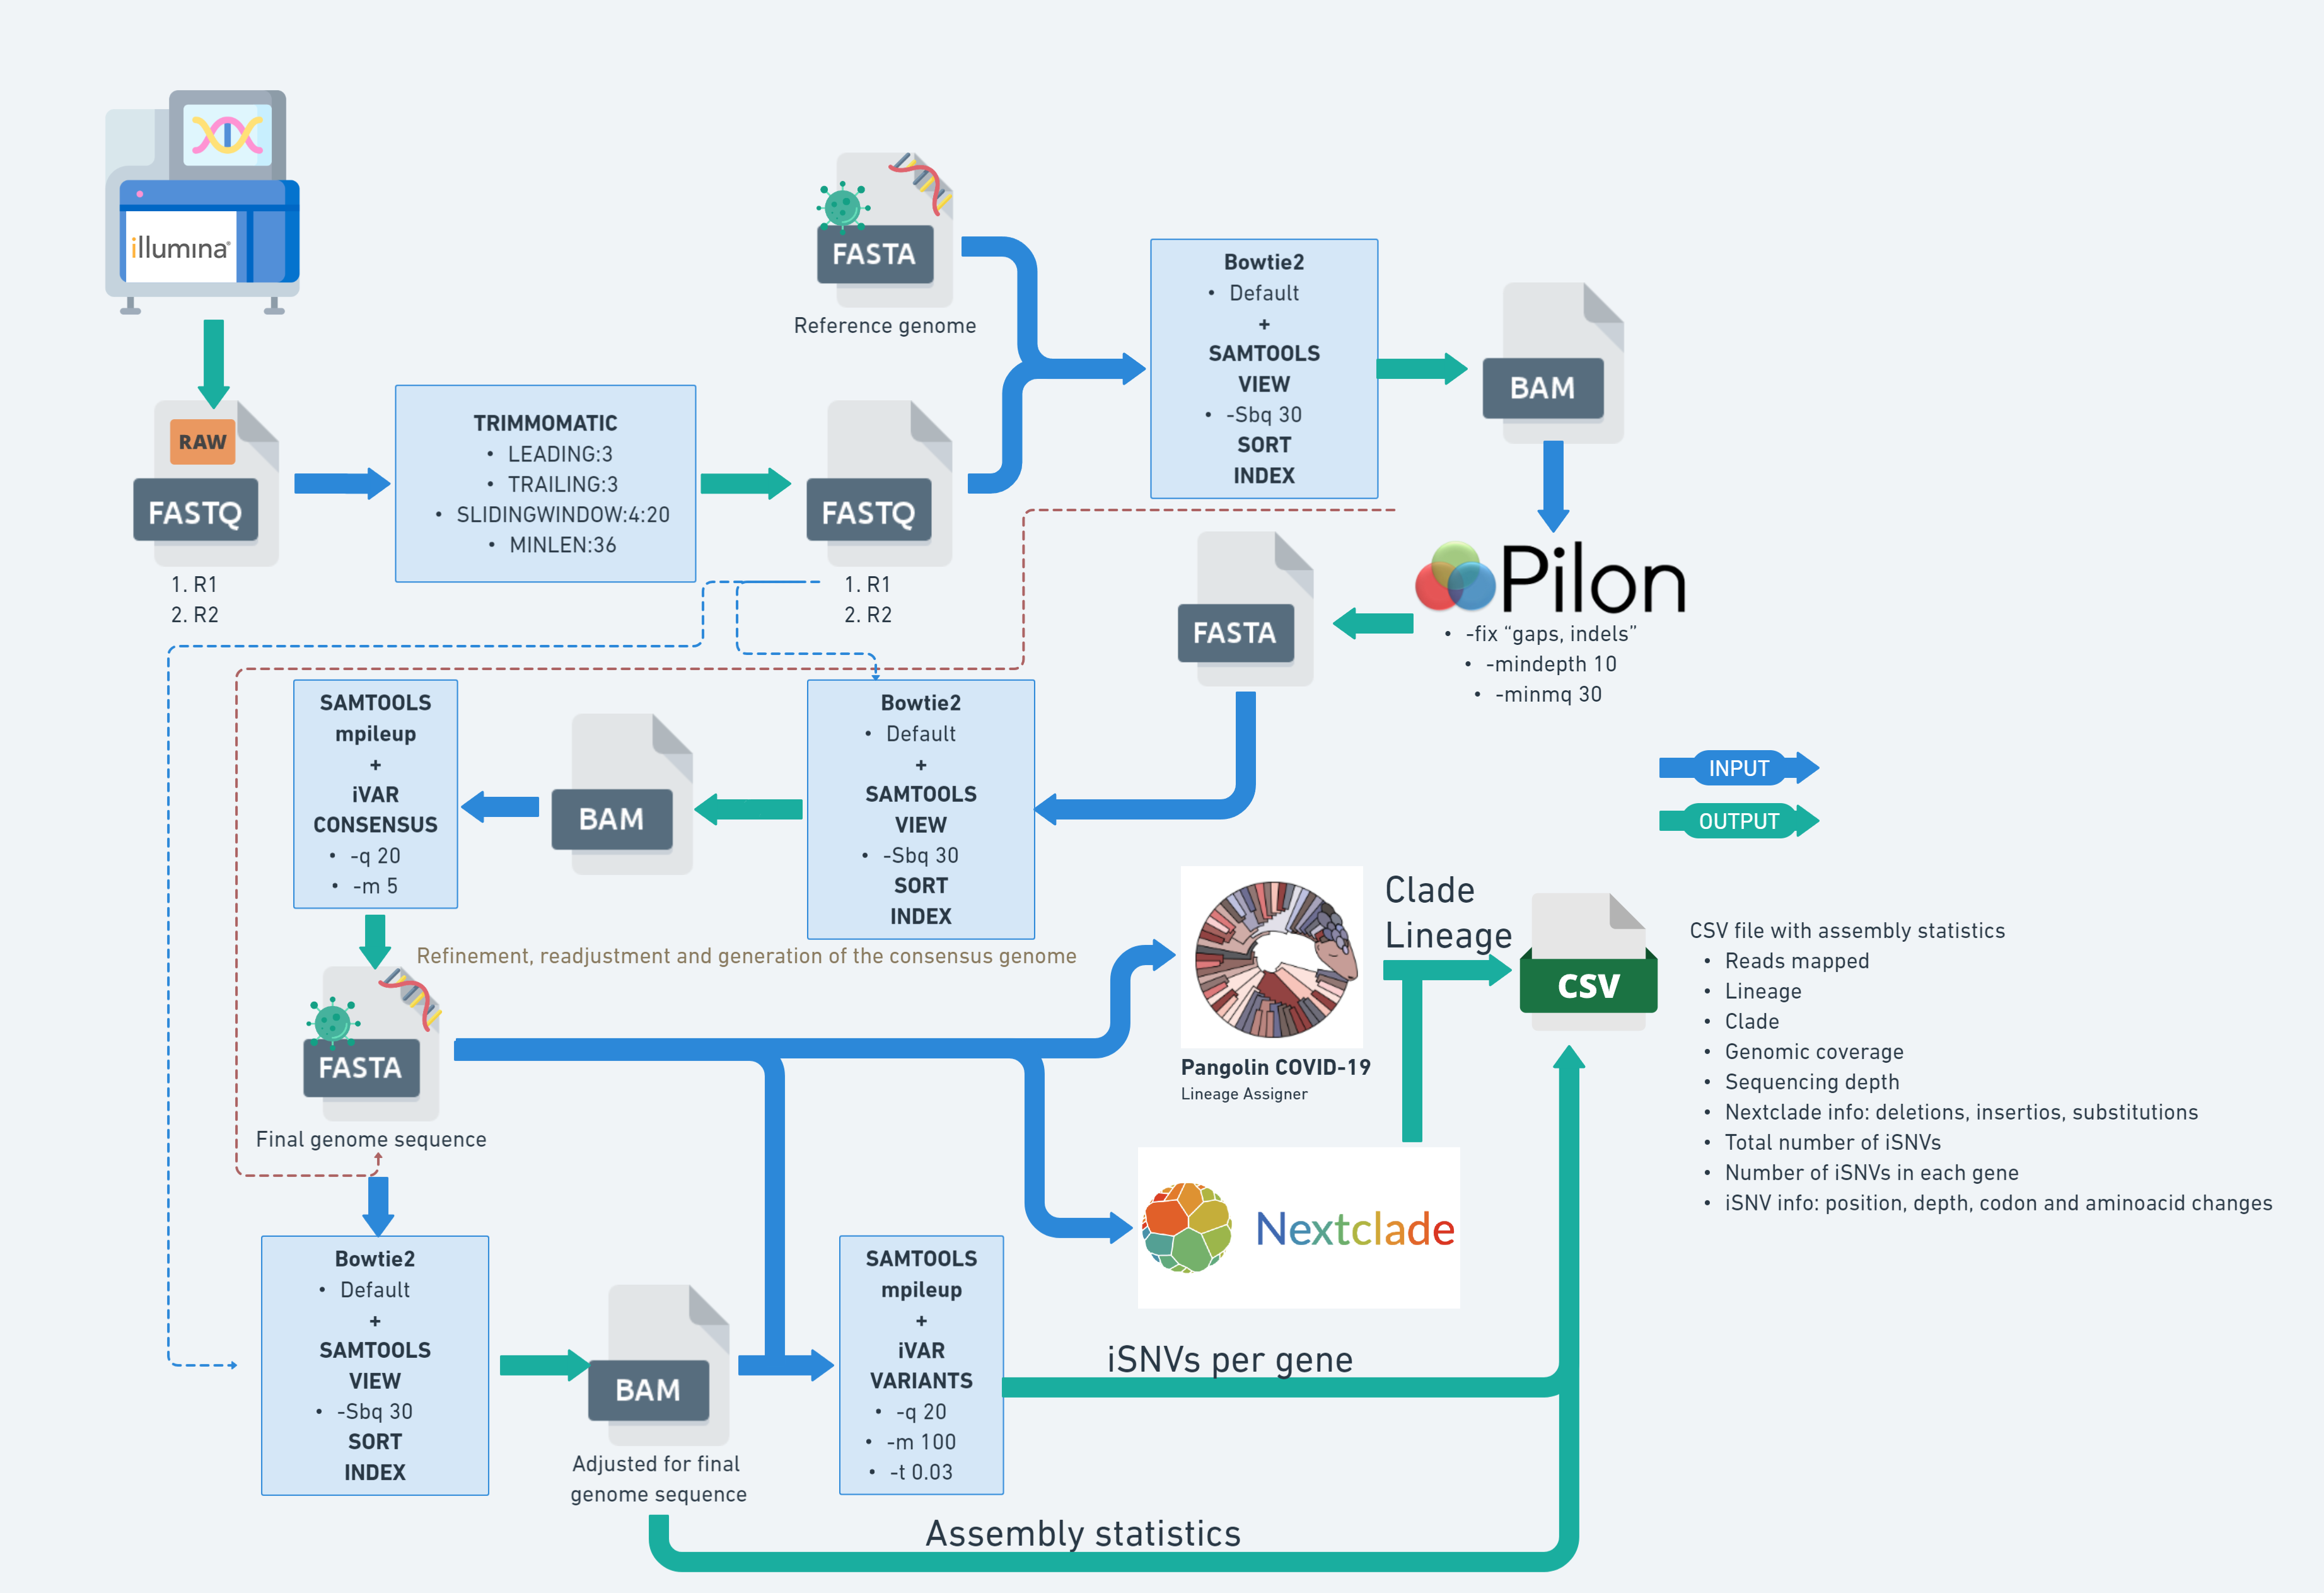 illumina®
RAW
FASTQ
1. R1
2. R2
TRIMMOMATIC
• LEADING:3
• TRAILING:3
• SLIDINGWINDOW:4:20
• MINLEN:36
FASTQ
1. R1
2. R2
FASTA
Reference genome
Bowtie2
• Default
+
SAMTOOLS
VIEW
• -Sbq 30
SORT
INDEX
BAM
Pilon
• -fix “gaps, indels”
• -mindepth 10
• -minmq 30
FASTA
Bowtie2
• Default
+
SAMTOOLS
VIEW
• -Sbq 30
SORT
INDEX
BAM
SAMTOOLS
mpileup
+
iVAR
CONSENSUS
• -q 20
• -m 5
Refinement, readjustment and generation of the consensus genome
FASTA
Final genome sequence
INPUT
OUTPUT
Pangolin COVID-19
Lineage Assigner
Clade
Lineage
Nextclade
CSV
CSV file with assembly statistics
• Reads mapped
• Lineage
• Clade
• Genomic coverage
• Sequencing depth
• Nextclade info: deletions, insertios, substitutions
• Total number of iSNVs
• Number of iSNVs in each gene
• iSNV info: position, depth, codon and aminoacid changes
Bowtie2
• Default
+
SAMTOOLS
VIEW
• -Sbq 30
SORT
INDEX
BAM
Adjusted for final
genome sequence
SAMTOOLS
mpileup
+
iVAR
VARIANTS
• -q 20
• -m 100
• -t 0.03
iSNVs per gene
Assembly statistics